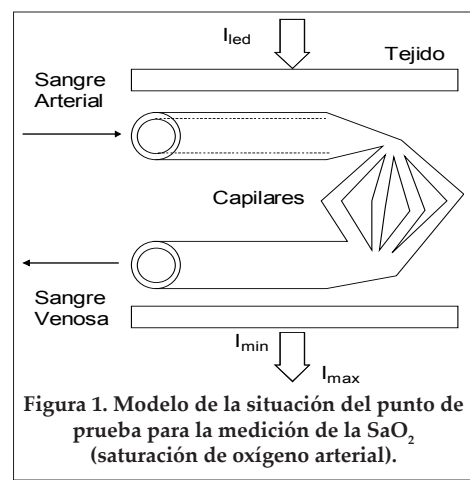 I_led
Tejido
Sangre
Arterial
Capilares
Sangre
Venosa
I_min
I_max
Figura 1. Modelo de la situación del punto de
prueba para la medición de la SaO₂
(saturación de oxígeno arterial).